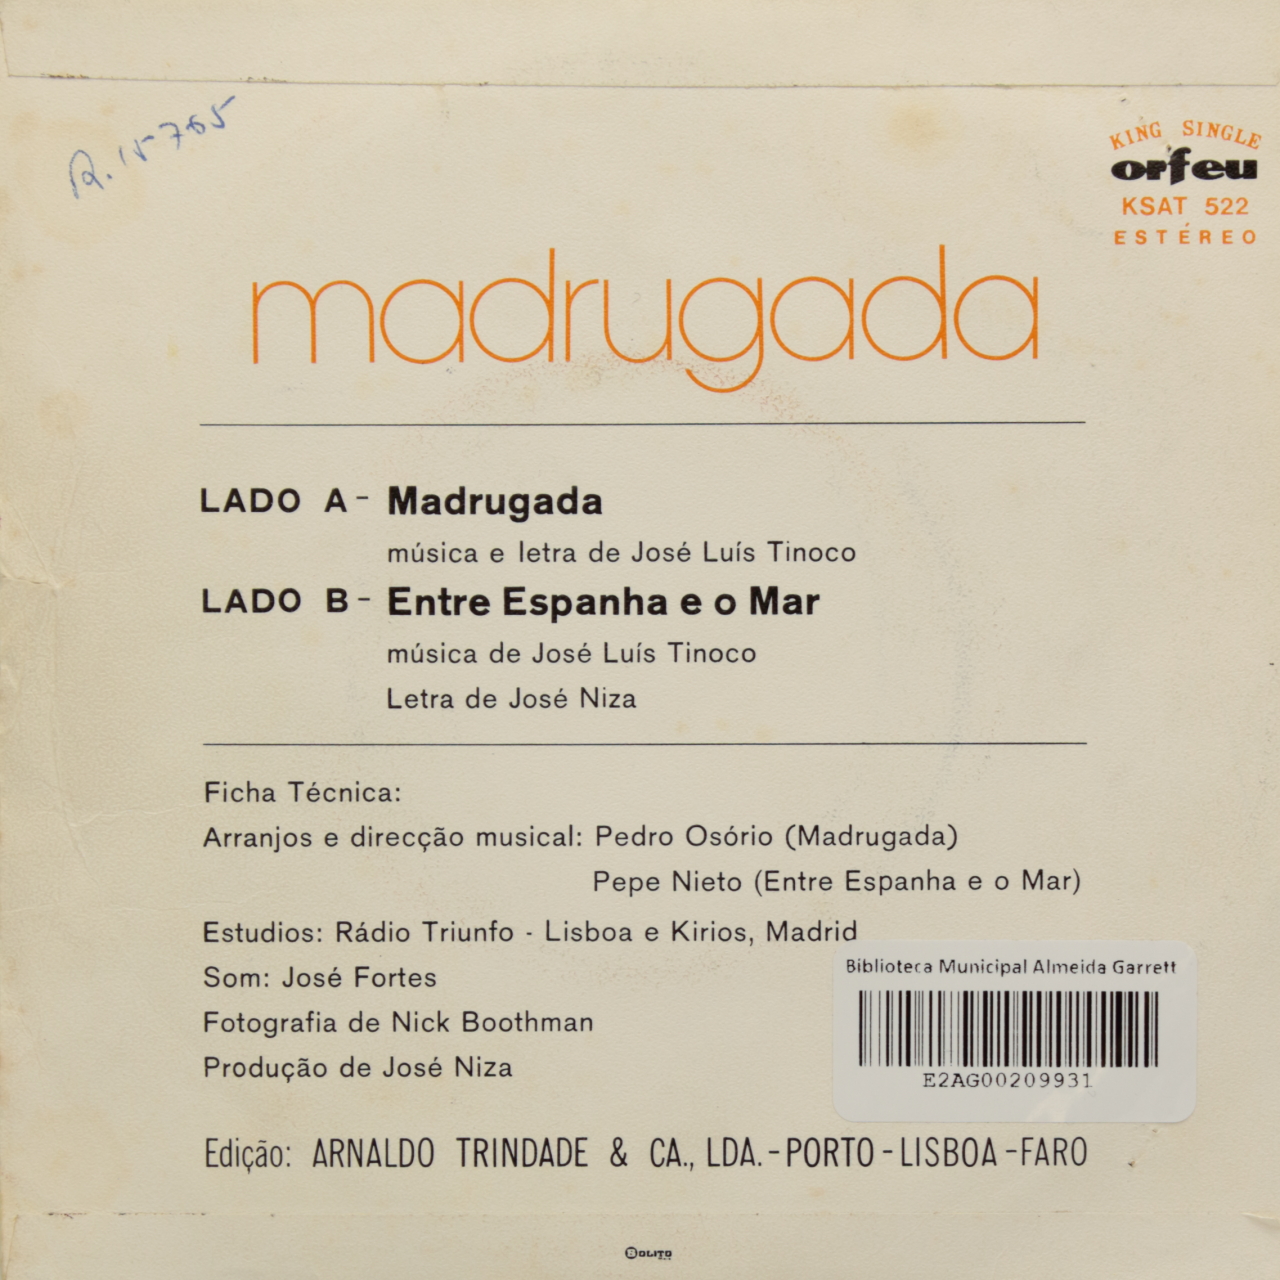 R. 15765
KING SINGLE
orfeu
KSAT 522
ESTÉREO
madrugada
LADO A - Madrugada
música e letra de José Luís Tinoco
LADO B - Entre Espanha e o Mar
música de José Luís Tinoco
Letra de José Niza
Ficha Técnica:
Arranjos e direcção musical: Pedro Osório (Madrugada)
Pepe Nieto (Entre Espanha e o Mar)
Estudios: Rádio Triunfo - Lisboa e Kirios, Madrid
Som: José Fortes
Fotografia de Nick Boothman
Produção de José Niza
Biblioteca Municipal Almeida Garrett
E2AG00209931
Edição: ARNALDO TRINDADE & CA., LDA. - PORTO - LISBOA - FARO